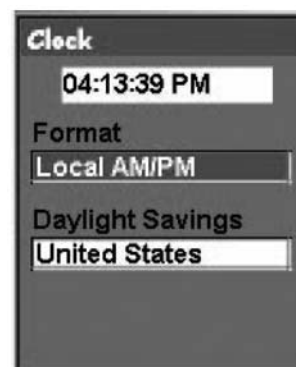 Clock
04:13:39 PM
Format
Local AM/PM
Daylight Savings
United States